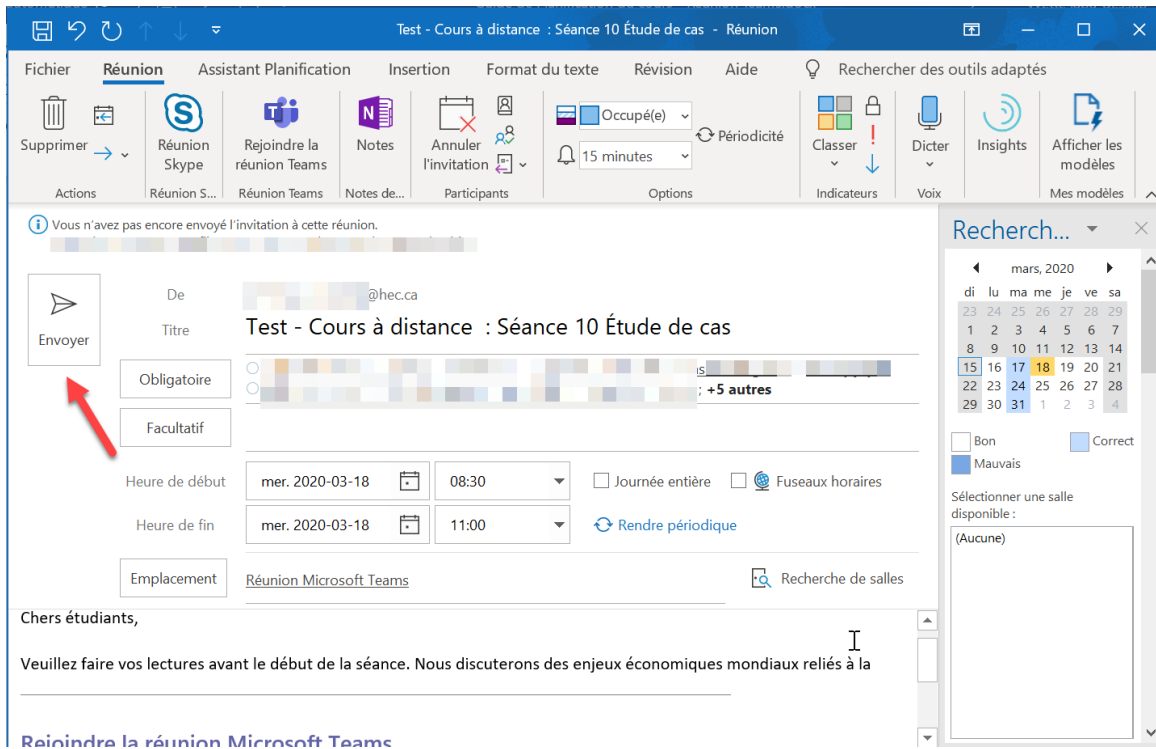 Test - Cours à distance : Séance 10 Étude de cas - Réunion
Fichier Réunion Assistant Planification Insertion Format du texte Révision Aide Rechercher des outils adaptés
Supprimer
Réunion Skype
Rejoindre la réunion Teams
Notes
Annuler l'invitation
Occupé(e)
15 minutes
Périodicité
Classer
Dicter
Insights
Afficher les modèles
Actions Réunion S... Réunion Teams Notes de... Participants Options Indicateurs Voix Mes modèles
Vous n'avez pas encore envoyé l'invitation à cette réunion.
Envoyer
De @hec.ca
Titre Test - Cours à distance : Séance 10 Étude de cas
Obligatoire
; +5 autres
Facultatif
Heure de début mer. 2020-03-18 08:30 Journée entière Fuseaux horaires
Heure de fin mer. 2020-03-18 11:00 Rendre périodique
Emplacement Réunion Microsoft Teams Recherche de salles
Chers étudiants,
Veuillez faire vos lectures avant le début de la séance. Nous discuterons des enjeux économiques mondiaux reliés à la
Rejoindre la réunion Microsoft Teams
Recherch...
mars, 2020
di lu ma me je ve sa
23 24 25 26 27 28 29
1 2 3 4 5 6 7
8 9 10 11 12 13 14
15 16 17 18 19 20 21
22 23 24 25 26 27 28
29 30 31 1 2 3 4
Bon Correct
Mauvais
Sélectionner une salle
disponible :
(Aucune)